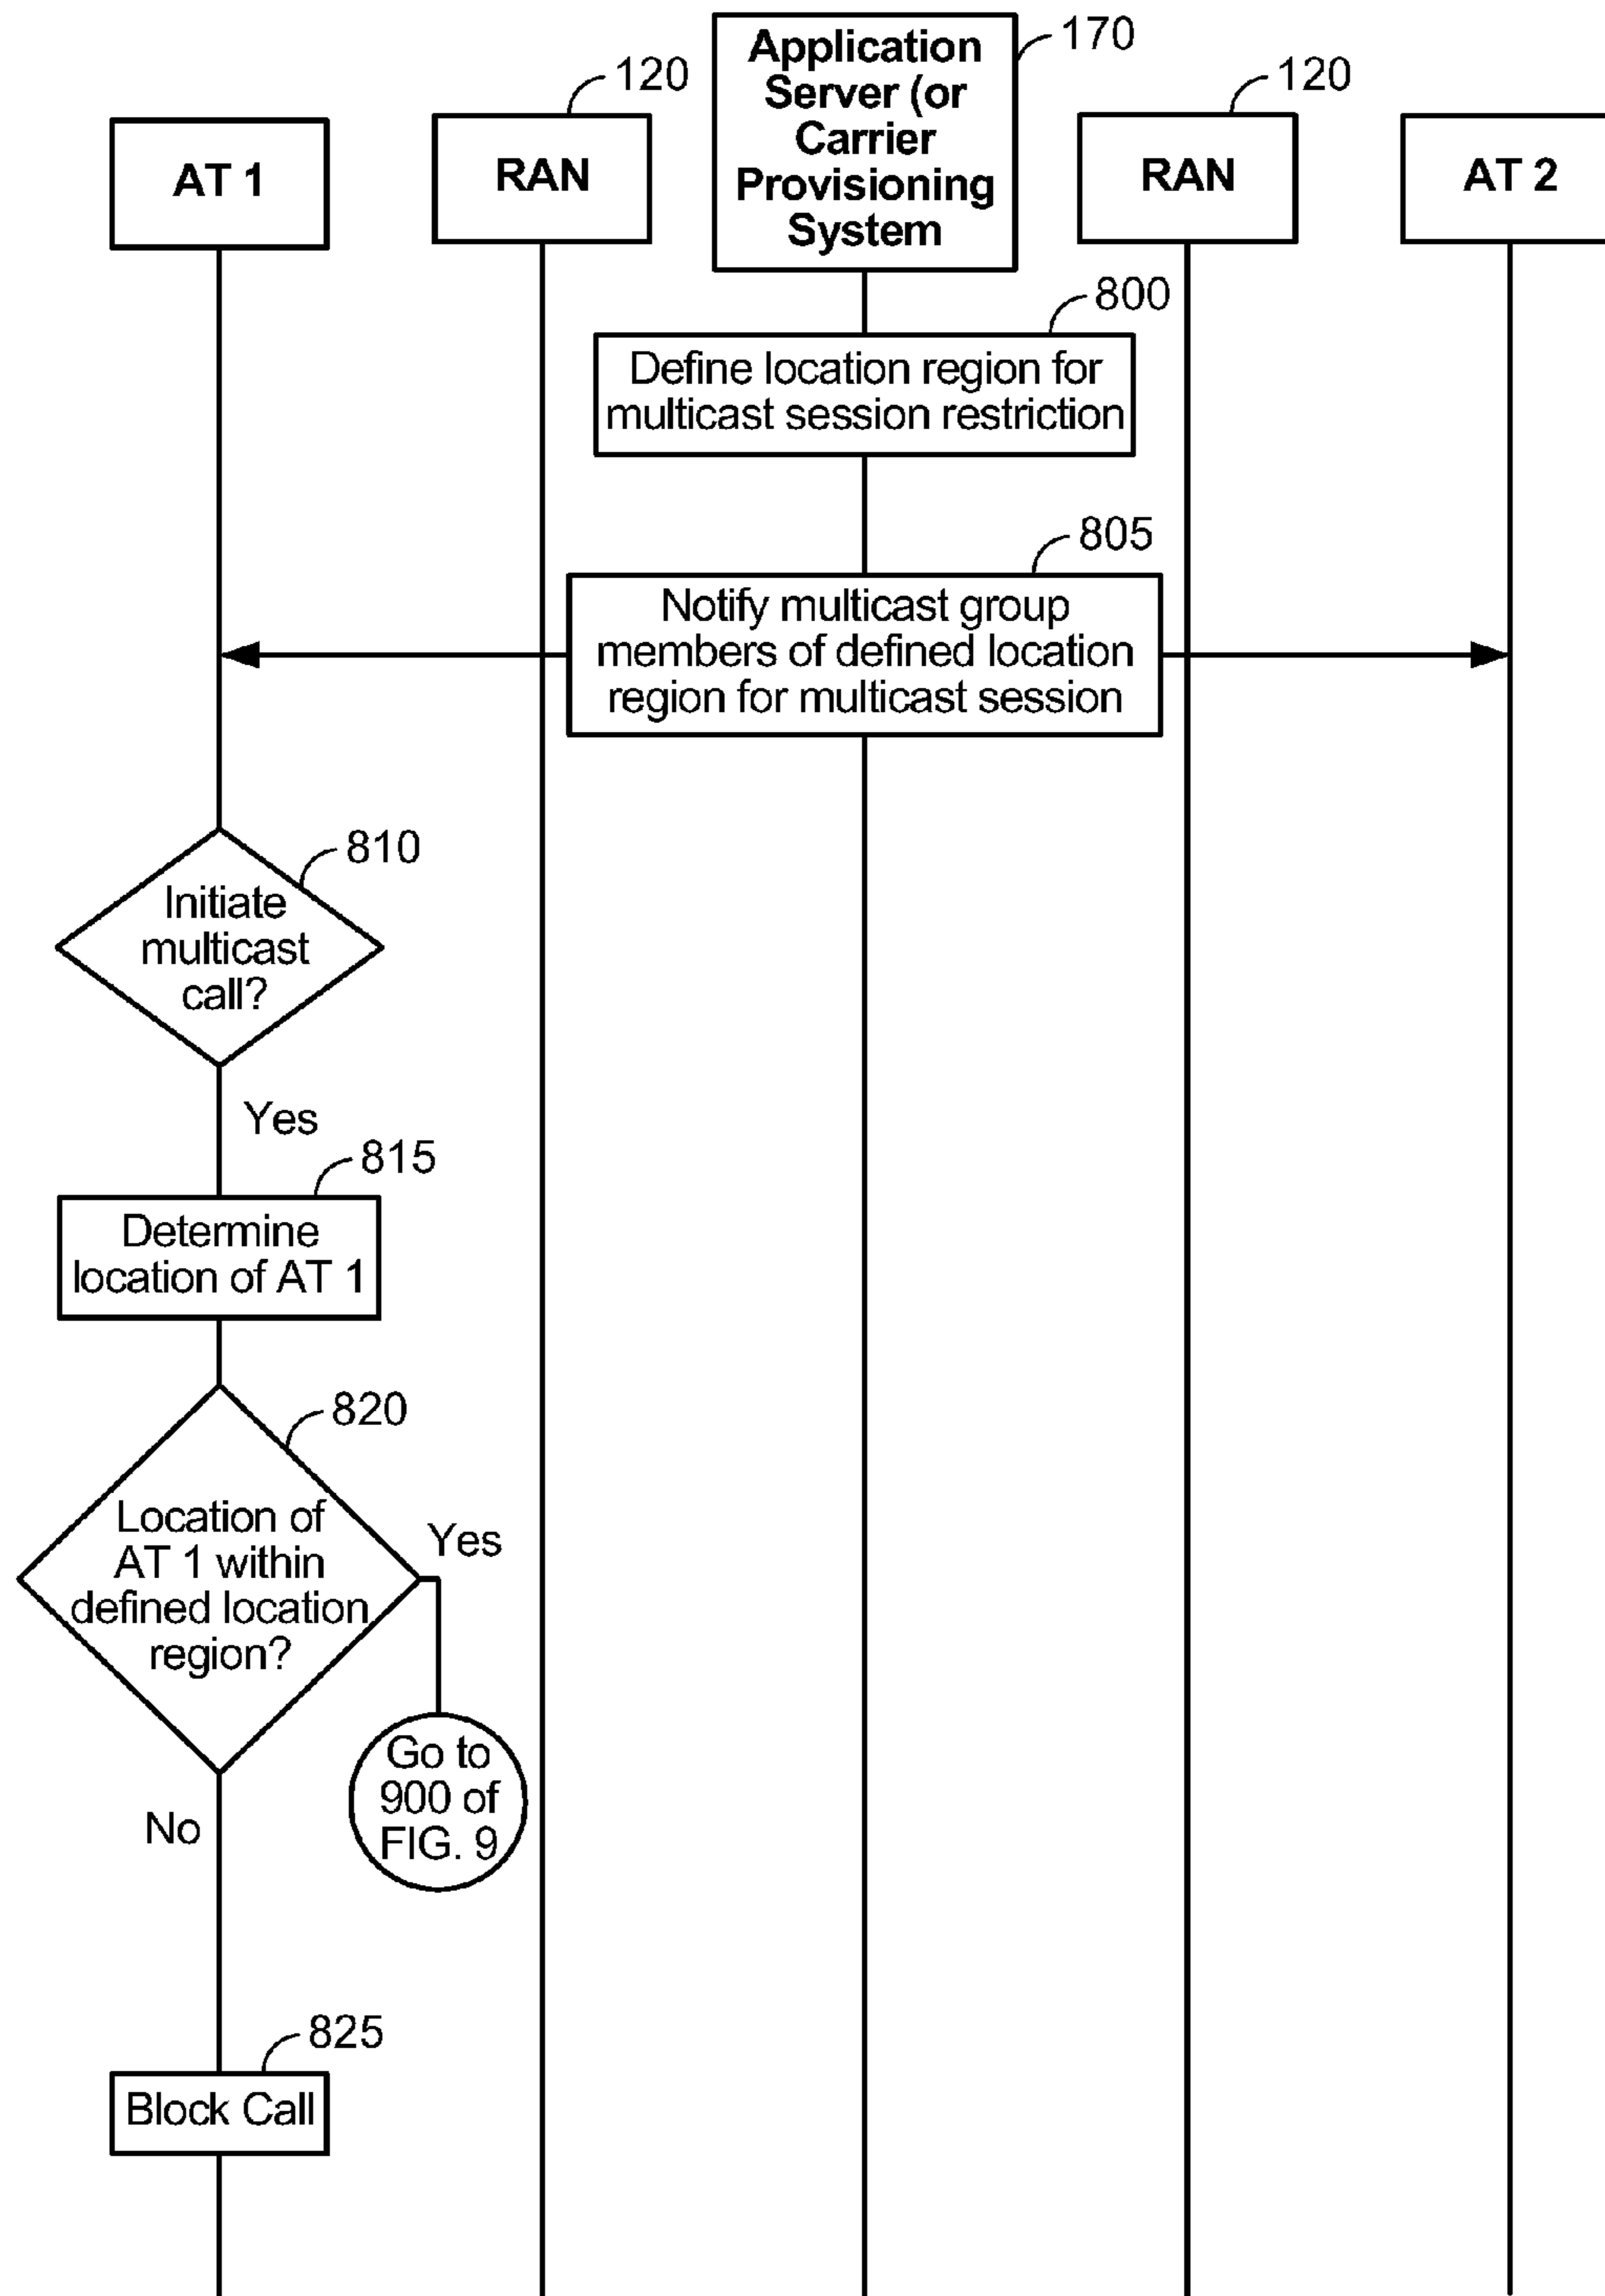 Application
Server (or
Carrier
Provisioning
System
170
120
120
AT 1
RAN
RAN
AT 2
800
Define location region for
multicast session restriction
805
Notify multicast group
members of defined location
region for multicast session
810
Initiate
multicast
call?
Yes
815
Determine
location of AT 1
820
Location of
AT 1 within
defined location
region?
Yes
Go to
900 of
FIG. 9
No
825
Block Call